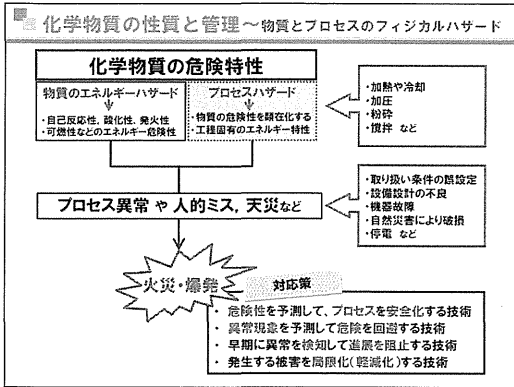 化学物質の性質と管理～物質とプロセスのフィジカルハザード
化学物質の危険特性
物質のエネルギーハザード
・自己反応性, 酸化性, 発火性
・可燃性などのエネルギー危険性
プロセスハザード
・物質の危険性を顕在化する
・工程固有のエネルギー特性
・加熱や冷却
・加圧
・粉砕
・撹拌 など
プロセス異常 や 人的ミス, 天災など
・取り扱い条件の誤設定
・設備設計の不良
・機器故障
・自然災害により破損
・停電 など
火災・爆発
対応策
・ 危険性を予測して、プロセスを安全化する技術
・ 異常現象を予測して危険を回避する技術
・ 早期に異常を検知して進展を阻止する技術
・ 発生する被害を局限化(軽減化)する技術